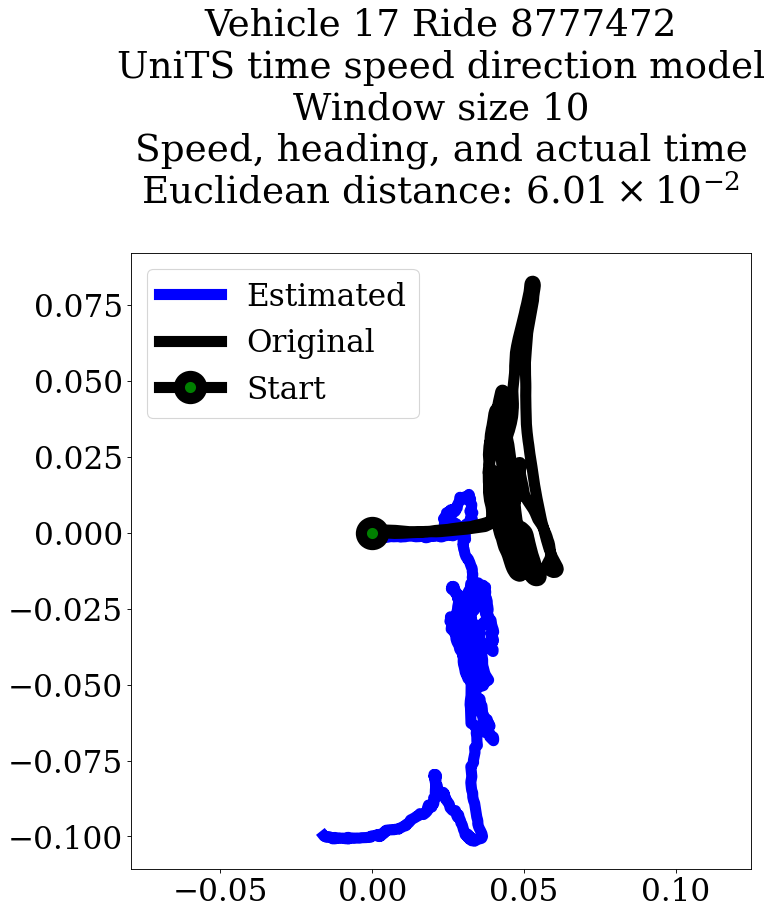 Vehicle 17 Ride 8777472
UniTS time speed direction model
Window size 10
Speed, heading, and actual time
Euclidean distance: 6.01 × 10⁻²
Estimated
Original
Start
0.075
0.050
0.025
0.000
−0.025
−0.050
−0.075
−0.100
−0.05 0.00 0.05 0.10